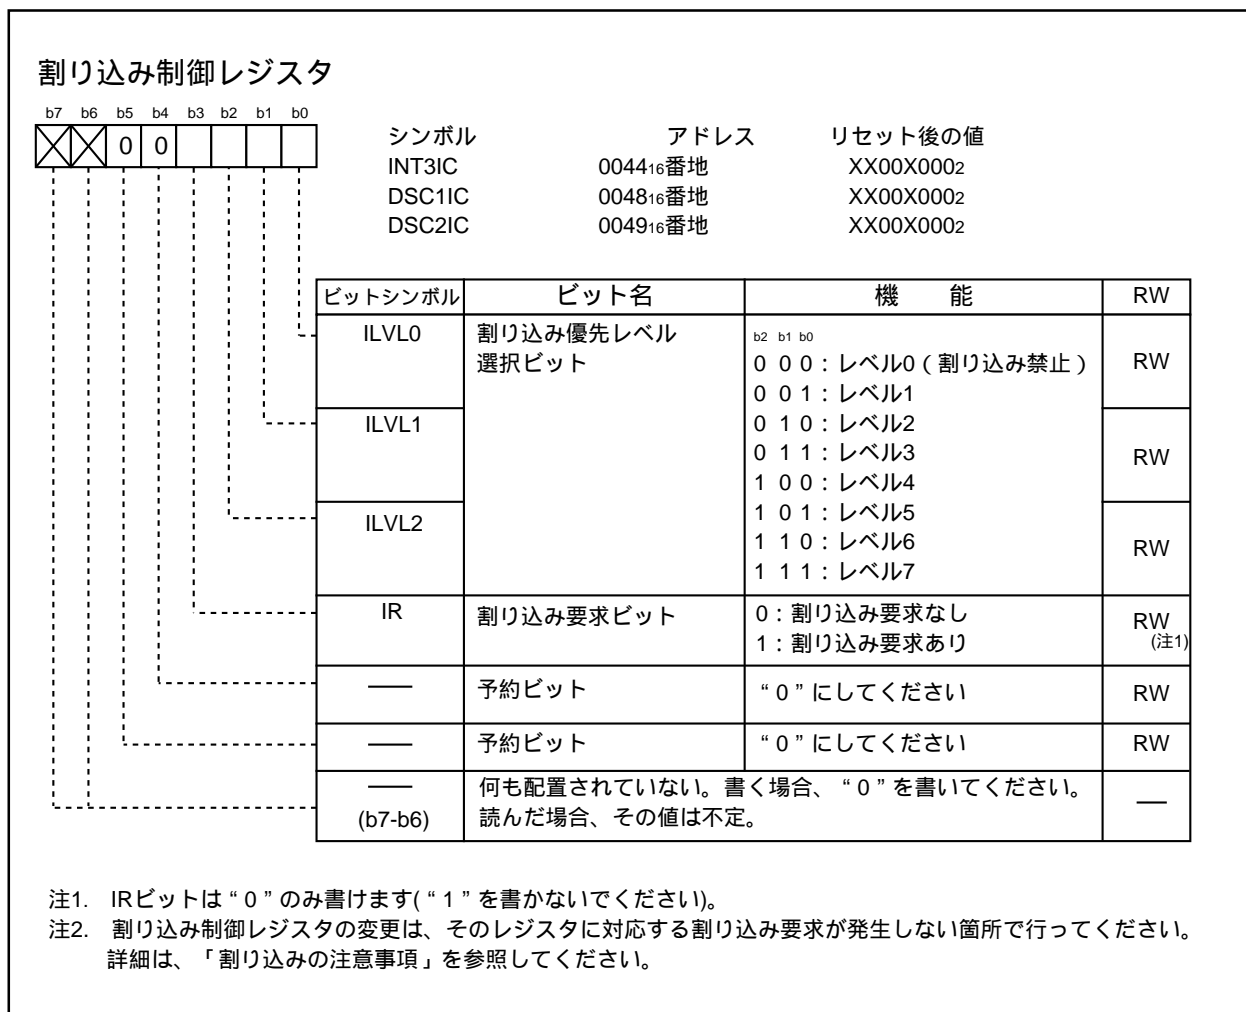 割り込み制御レジスタ
b7 b6 b5 b4 b3 b2 b1 b0
0 0
シンボル アドレス リセット後の値
INT3IC 004416番地 XX00X0002
DSC1IC 004816番地 XX00X0002
DSC2IC 004916番地 XX00X0002
ビットシンボル ビット名 機 能 RW
ILVL0 割り込み優先レベル
選択ビット
b2 b1 b0
0 0 0:レベル0(割り込み禁止) RW
0 0 1:レベル1
ILVL1 0 1 0:レベル2
0 1 1:レベル3 RW
1 0 0:レベル4
ILVL2 1 0 1:レベル5
1 1 0:レベル6 RW
1 1 1:レベル7
IR 割り込み要求ビット 0:割り込み要求なし RW
1:割り込み要求あり (注1)
── 予約ビット “0”にしてください RW
── 予約ビット “0”にしてください RW
── 何も配置されていない。書く場合、“0”を書いてください。 ──
(b7-b6) 読んだ場合、その値は不定。
注1. IRビットは“0”のみ書けます(“1”を書かないでください)。
注2. 割り込み制御レジスタの変更は、そのレジスタに対応する割り込み要求が発生しない箇所で行ってください。
詳細は、「割り込みの注意事項」を参照してください。